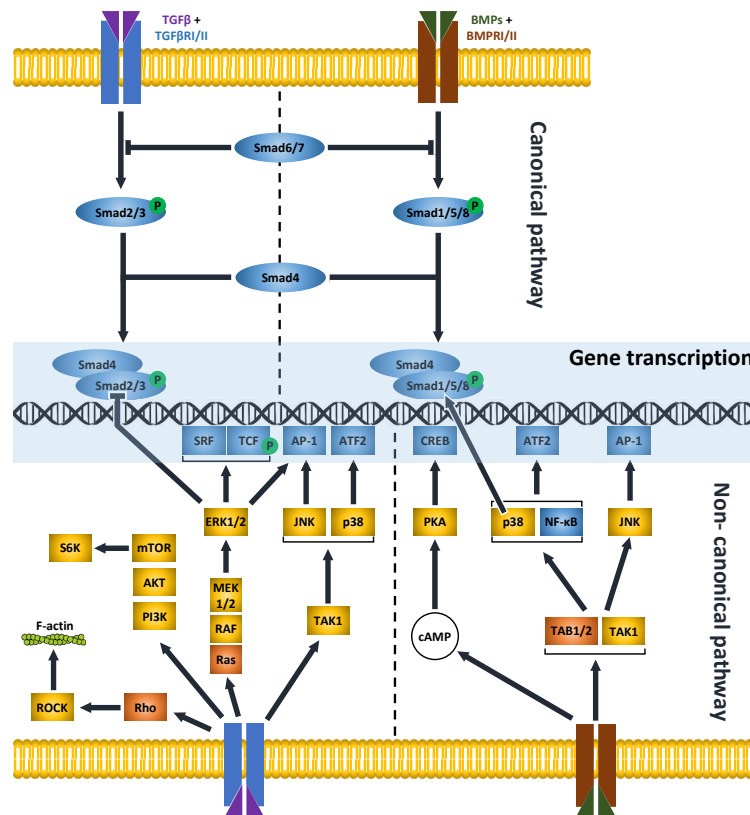 TGFβ +
TGFβRI/II
BMPs +
BMPRI/II
Canonical pathway
Smad6/7
Smad2/3
P
Smad1/5/8
P
Smad4
Gene transcription
Smad4
Smad2/3
P
Smad4
Smad1/5/8
P
SRF
TCF
P
AP-1
ATF2
CREB
ATF2
AP-1
Non- canonical pathway
ERK1/2
JNK
p38
PKA
p38
NF-κB
JNK
S6K
mTOR
AKT
PI3K
MEK
1/2
RAF
Ras
TAK1
cAMP
TAB1/2
TAK1
F-actin
ROCK
Rho